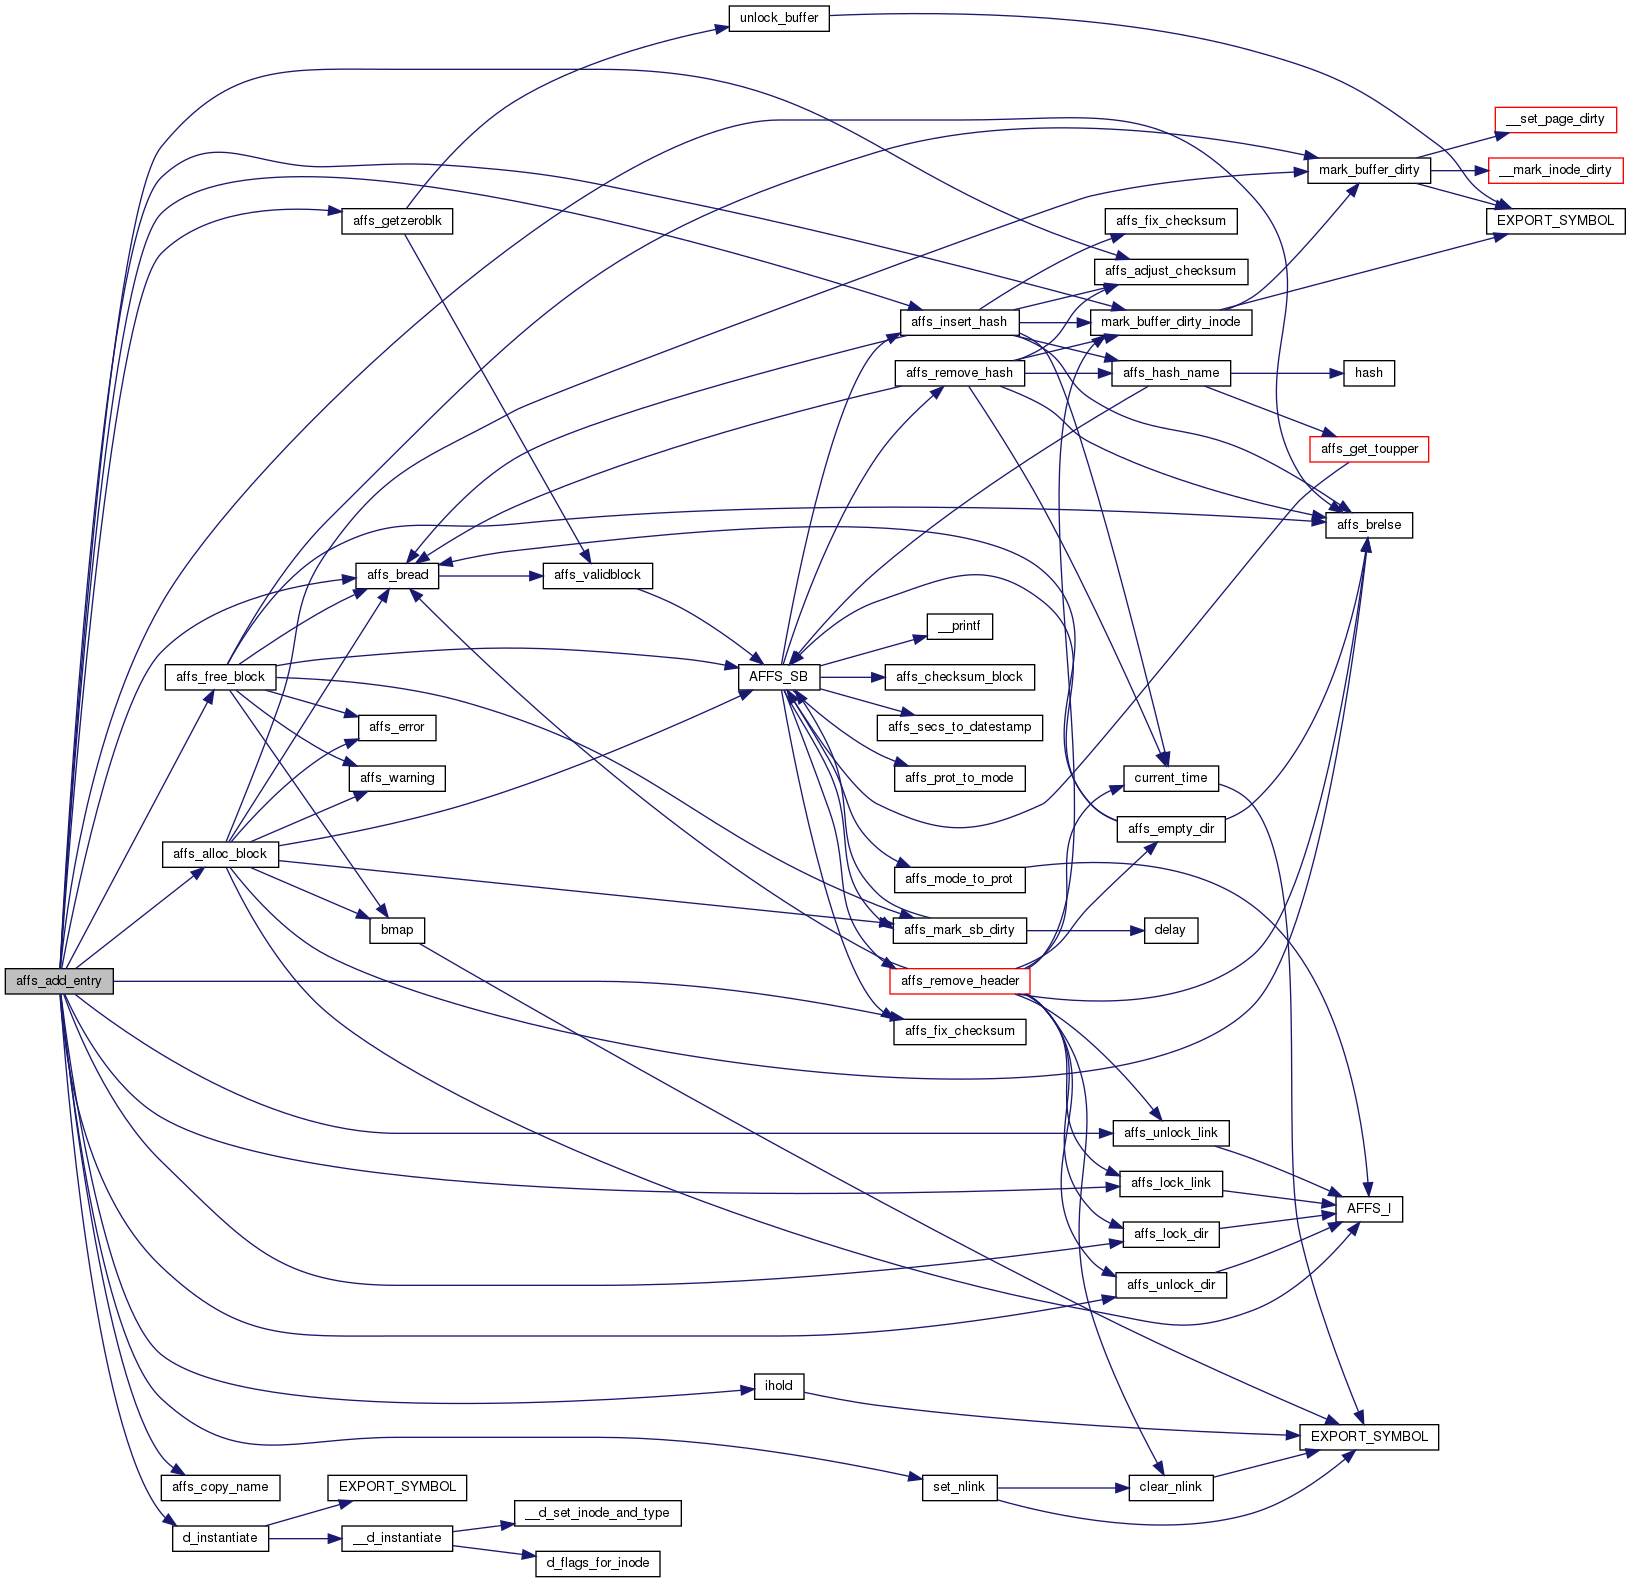 unlock_buffer
__set_page_dirty
mark_buffer_dirty
__mark_inode_dirty
affs_getzeroblk
affs_fix_checksum
EXPORT_SYMBOL
affs_adjust_checksum
affs_insert_hash
mark_buffer_dirty_inode
affs_remove_hash
affs_hash_name
hash
affs_get_toupper
affs_brelse
affs_bread
affs_validblock
__printf
affs_free_block
AFFS_SB
affs_checksum_block
affs_error
affs_secs_to_datestamp
affs_warning
affs_prot_to_mode
current_time
affs_empty_dir
affs_alloc_block
affs_mode_to_prot
bmap
affs_mark_sb_dirty
delay
affs_add_entry
affs_remove_header
affs_fix_checksum
affs_unlock_link
affs_lock_link
AFFS_I
affs_lock_dir
affs_unlock_dir
ihold
EXPORT_SYMBOL
affs_copy_name
EXPORT_SYMBOL
set_nlink
clear_nlink
__d_set_inode_and_type
d_instantiate
__d_instantiate
d_flags_for_inode